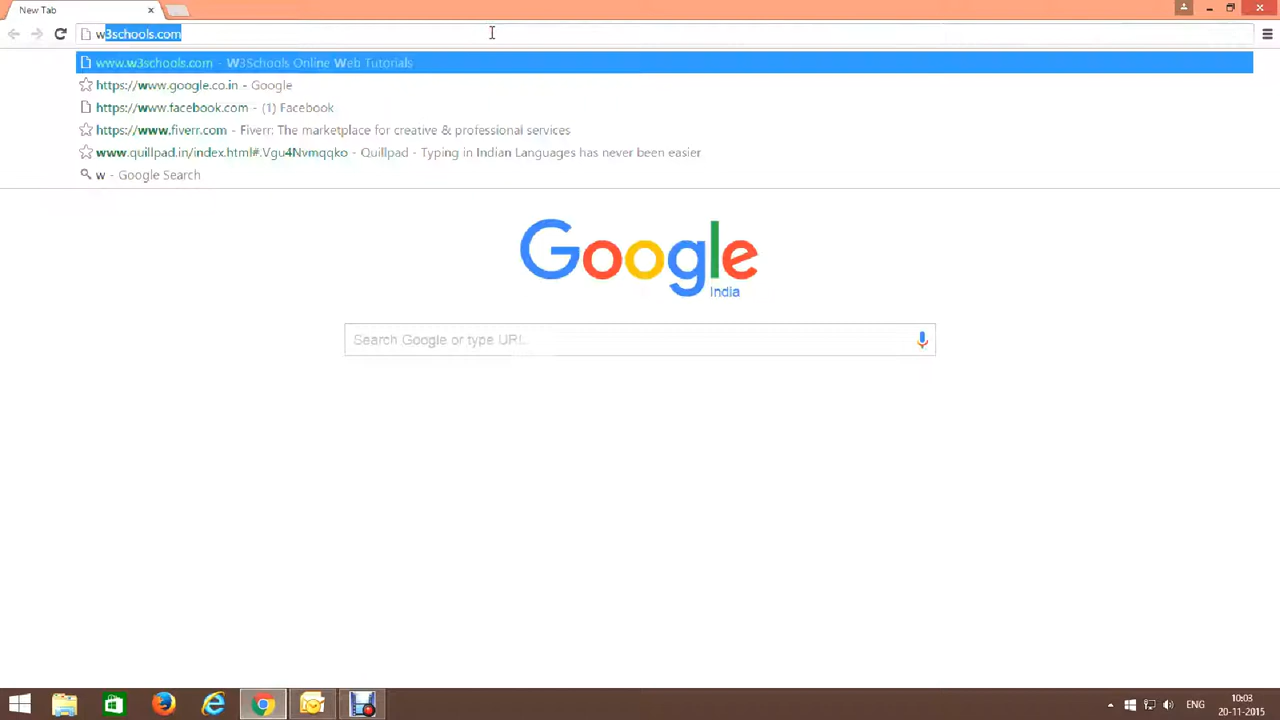 New Tab
w3schools.com
www.w3schools.com - W3Schools Online Web Tutorials
https://www.google.co.in - Google
https://www.facebook.com - (1) Facebook
https://www.fiverr.com - Fiverr: The marketplace for creative & professional services
www.quillpad.in/index.html#.Vgu4Nvmqqko - Quillpad - Typing in Indian Languages has never been easier
w - Google Search
Google
India
Search Google or type URL
ENG
10:03
20-11-2015